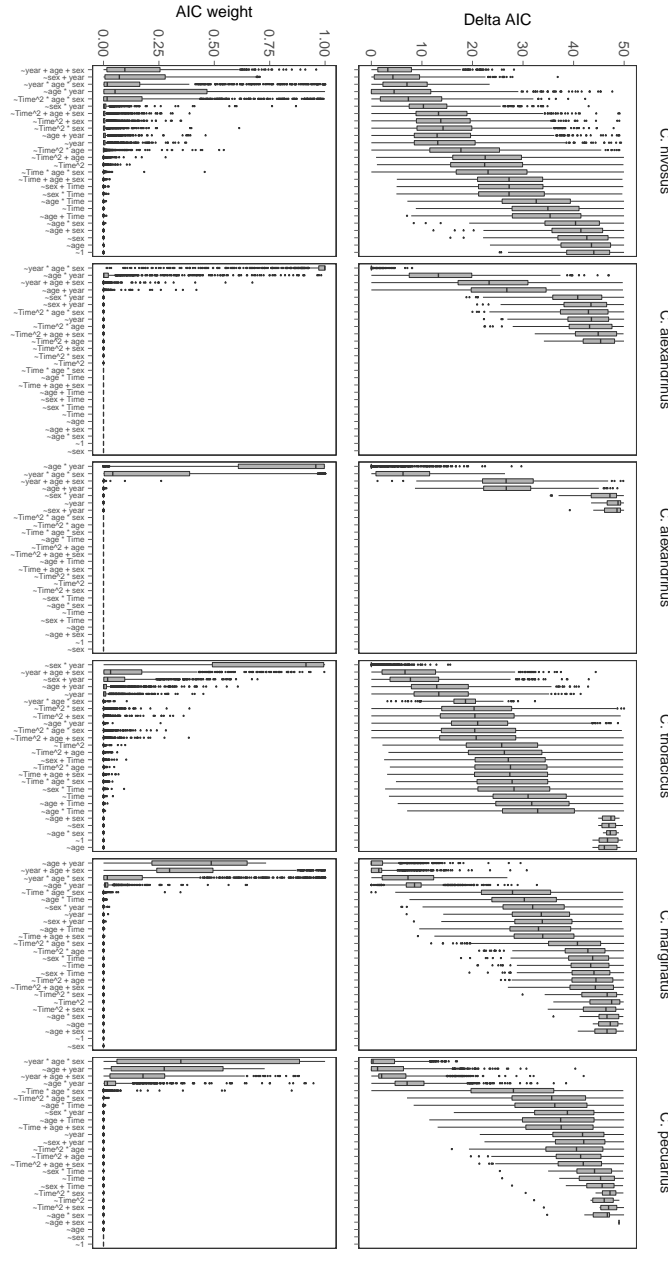 AIC weight
Delta AIC
0.00
0.25
0.50
0.75
1.00
0
10
20
30
40
50
C. nivosus
~year + age + sex
~sex + year
~year * age * sex
~age * year
~Time^2 * age * sex
~sex * year
~Time^2 + age + sex
~Time^2 + sex
~Time^2 * sex
~age + year
~year
~Time^2 * age
~Time^2 + age
~Time^2
~Time * age * sex
~Time + age + sex
~sex + Time
~sex * Time
~age * Time
~Time
~age + Time
~age * sex
~age + sex
~sex
~age
~1
C. alexandrinus
~year * age * sex
~age * year
~year + age + sex
~age + year
~sex * year
~sex + year
~Time^2 * age * sex
~year
~Time^2 * age
~Time^2 + age + sex
~Time^2 + age
~Time^2 + sex
~Time^2 * sex
~Time^2
~Time * age * sex
~age * Time
~Time + age + sex
~age + Time
~sex + Time
~sex * Time
~Time
~age
~age + sex
~age * sex
~1
~sex
C. alexandrinus
~age * year
~year * age * sex
~year + age + sex
~age + year
~sex * year
~year
~sex + year
~Time^2 * age * sex
~Time^2 * age
~Time * age * sex
~age * Time
~Time^2 + age
~Time^2 + age + sex
~age + Time
~Time + age + sex
~Time^2 * sex
~Time^2
~Time^2 + sex
~sex * Time
~age * sex
~Time
~sex + Time
~age
~age + sex
~1
~sex
C. thoracicus
~sex * year
~year + age + sex
~sex + year
~age + year
~year
~year * age * sex
~Time^2 * sex
~Time^2 + sex
~age * year
~Time^2 * age * sex
~Time^2 + age + sex
~Time^2
~Time^2 + age
~sex + Time
~Time^2 * age
~Time + age + sex
~Time * age * sex
~sex * Time
~Time
~age + Time
~age * Time
~age + sex
~sex
~age * sex
~1
~age
C. marginatus
~age + year
~year + age + sex
~year * age * sex
~age * year
~Time * age * sex
~age * Time
~sex * year
~year
~sex + year
~age + Time
~Time + age + sex
~Time^2 * age * sex
~Time^2 * age
~sex * Time
~Time
~sex + Time
~Time^2 + age
~Time^2 + age + sex
~Time^2 * sex
~Time^2
~Time^2 + sex
~age * sex
~age
~age + sex
~1
~sex
C. pecuarius
~year * age * sex
~age + year
~year + age + sex
~age * year
~Time * age * sex
~Time^2 * age * sex
~age * Time
~sex * year
~age + Time
~Time + age + sex
~year
~sex + year
~Time^2 * age
~Time^2 + age
~Time^2 + age + sex
~sex * Time
~Time
~sex + Time
~Time^2 * sex
~Time^2
~Time^2 + sex
~age * sex
~age + sex
~age
~sex
~1